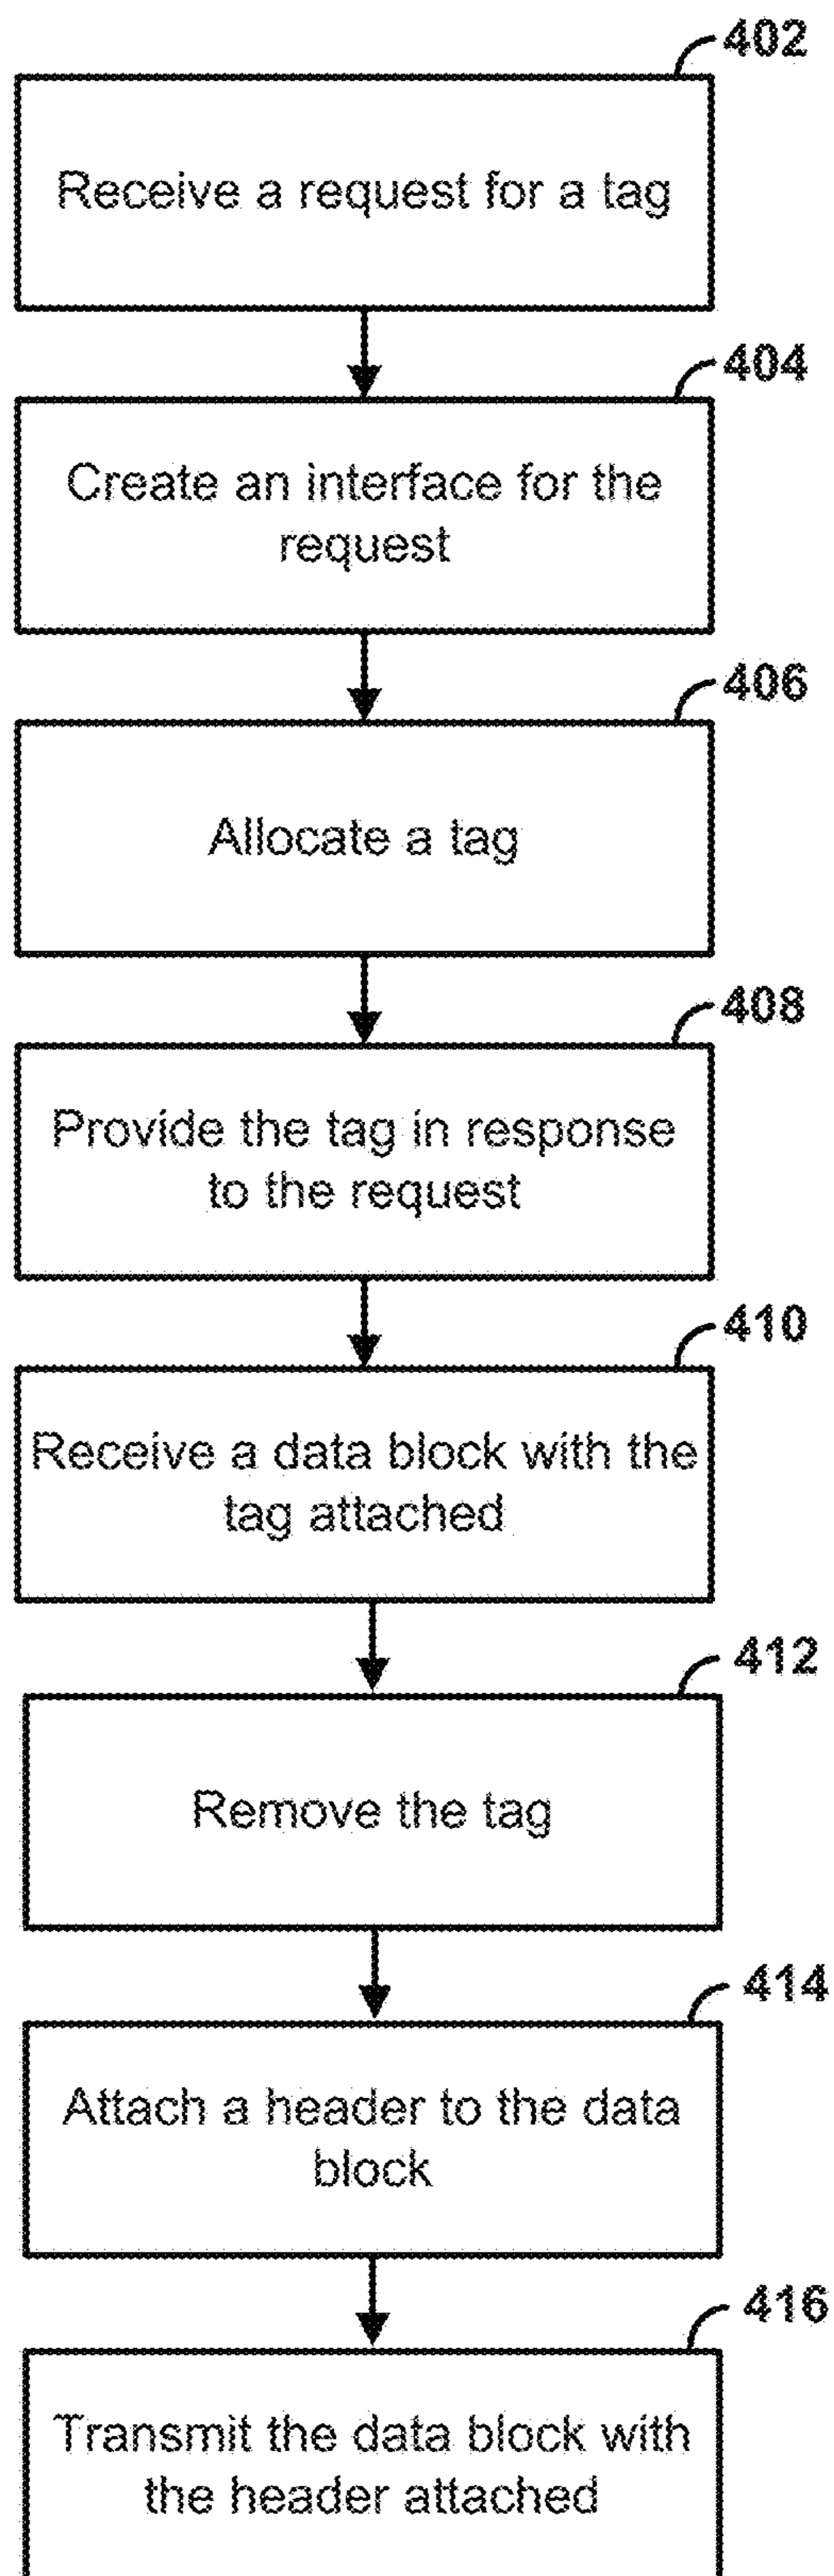 402
Receive a request for a tag
404
Create an interface for the
request
406
Allocate a tag
408
Provide the tag in response
to the request
410
Receive a data block with the
tag attached
412
Remove the tag
414
Attach a header to the data
block
416
Transmit the data block with
the header attached